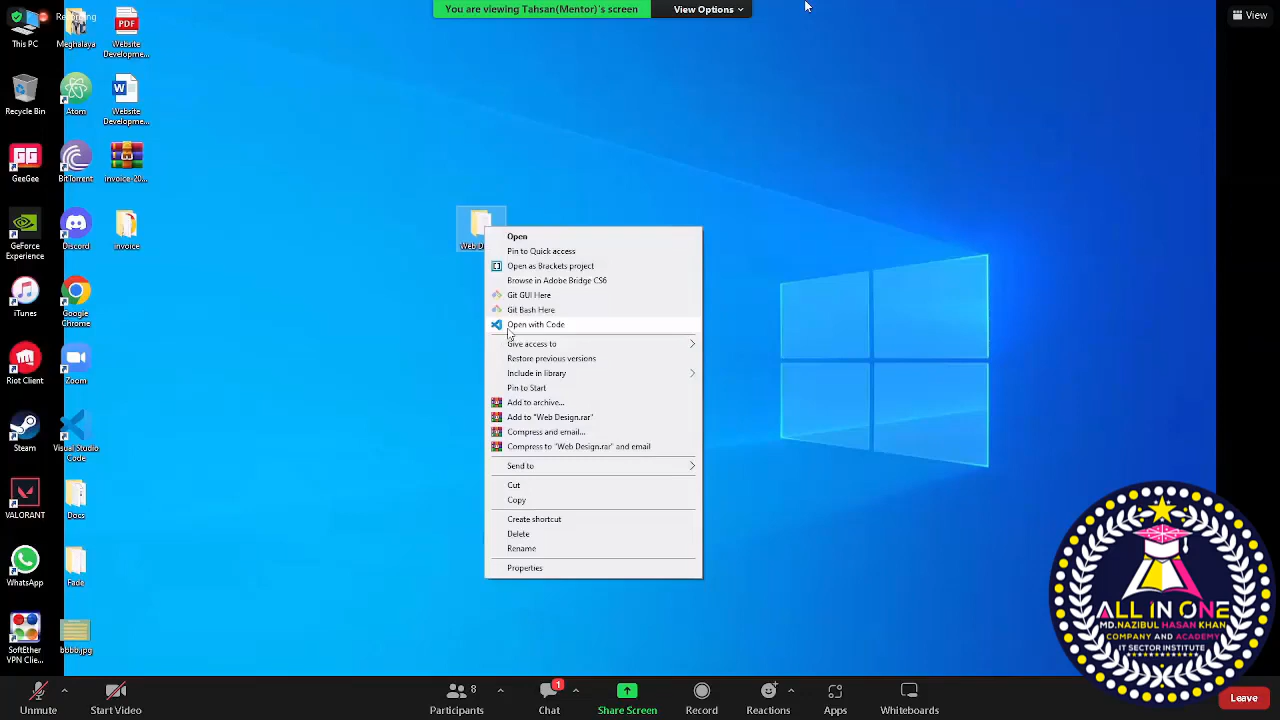 You are viewing Tahsan(Mentor)'s screen
View Options
View
This PC
Recording
Meghalaya
Website
Developme...
Recycle Bin
Atom
Website
Developme...
GeeGee
BitTorrent
invoice-20...
GeForce
Experience
Discord
invoice
iTunes
Google
Chrome
Riot Client
Zoom
Steam
Visual Studio
Code
VALORANT
Docs
WhatsApp
Fade
SoftEther
VPN Clie...
bbbb.jpg
Open
Pin to Quick access
Open as Brackets project
Browse in Adobe Bridge CS6
Git GUI Here
Git Bash Here
Open with Code
Give access to
Restore previous versions
Include in library
Pin to Start
Add to archive...
Add to "Web Design.rar"
Compress and email...
Compress to "Web Design.rar" and email
Send to
Cut
Copy
Create shortcut
Delete
Rename
Properties
ALL IN ONE
MD.NAZIBUL HASAN KHAN
COMPANY AND ACADEMY
IT SECTOR INSTITUTE
Unmute
Start Video
Participants
8
Chat
1
Share Screen
Record
Reactions
Apps
Whiteboards
Leave